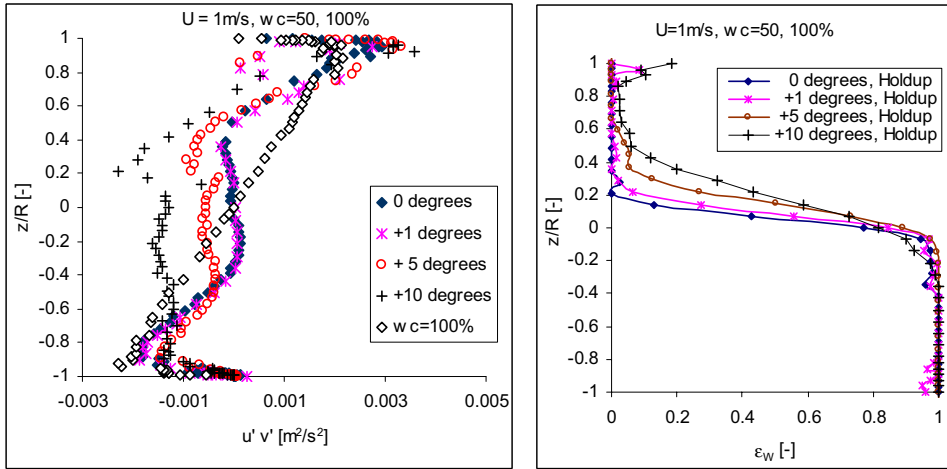 U = 1m/s, wc=50, 100%
1
0.8
0.6
0.4
0.2
0
-0.2
-0.4
-0.6
-0.8
-1
z/R [-]
-0.003
-0.001
0.001
0.003
0.005
u' v' [m²/s²]
0 degrees
+1 degrees
+ 5 degrees
+10 degrees
wc=100%
U=1m/s, wc=50, 100%
1
0.8
0.6
0.4
0.2
0
-0.2
-0.4
-0.6
-0.8
-1
z/R [-]
0
0.2
0.4
0.6
0.8
1
εW [-]
0 degrees, Holdup
+1 degrees, Holdup
+5 degrees, Holdup
+10 degrees, Holdup